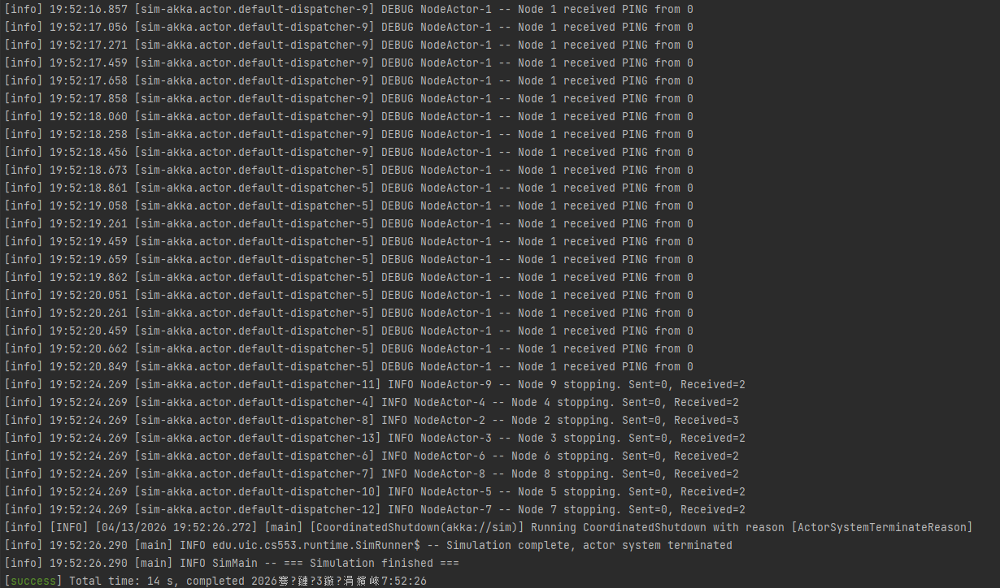 [info] 19:52:16.857 [sim-akka.actor.default-dispatcher-9] DEBUG NodeActor-1 -- Node 1 received PING from 0
[info] 19:52:17.056 [sim-akka.actor.default-dispatcher-9] DEBUG NodeActor-1 -- Node 1 received PING from 0
[info] 19:52:17.271 [sim-akka.actor.default-dispatcher-9] DEBUG NodeActor-1 -- Node 1 received PING from 0
[info] 19:52:17.459 [sim-akka.actor.default-dispatcher-9] DEBUG NodeActor-1 -- Node 1 received PING from 0
[info] 19:52:17.658 [sim-akka.actor.default-dispatcher-9] DEBUG NodeActor-1 -- Node 1 received PING from 0
[info] 19:52:17.858 [sim-akka.actor.default-dispatcher-9] DEBUG NodeActor-1 -- Node 1 received PING from 0
[info] 19:52:18.060 [sim-akka.actor.default-dispatcher-9] DEBUG NodeActor-1 -- Node 1 received PING from 0
[info] 19:52:18.258 [sim-akka.actor.default-dispatcher-9] DEBUG NodeActor-1 -- Node 1 received PING from 0
[info] 19:52:18.456 [sim-akka.actor.default-dispatcher-9] DEBUG NodeActor-1 -- Node 1 received PING from 0
[info] 19:52:18.673 [sim-akka.actor.default-dispatcher-5] DEBUG NodeActor-1 -- Node 1 received PING from 0
[info] 19:52:18.861 [sim-akka.actor.default-dispatcher-5] DEBUG NodeActor-1 -- Node 1 received PING from 0
[info] 19:52:19.058 [sim-akka.actor.default-dispatcher-5] DEBUG NodeActor-1 -- Node 1 received PING from 0
[info] 19:52:19.261 [sim-akka.actor.default-dispatcher-5] DEBUG NodeActor-1 -- Node 1 received PING from 0
[info] 19:52:19.459 [sim-akka.actor.default-dispatcher-5] DEBUG NodeActor-1 -- Node 1 received PING from 0
[info] 19:52:19.659 [sim-akka.actor.default-dispatcher-5] DEBUG NodeActor-1 -- Node 1 received PING from 0
[info] 19:52:19.862 [sim-akka.actor.default-dispatcher-5] DEBUG NodeActor-1 -- Node 1 received PING from 0
[info] 19:52:20.051 [sim-akka.actor.default-dispatcher-5] DEBUG NodeActor-1 -- Node 1 received PING from 0
[info] 19:52:20.261 [sim-akka.actor.default-dispatcher-5] DEBUG NodeActor-1 -- Node 1 received PING from 0
[info] 19:52:20.459 [sim-akka.actor.default-dispatcher-5] DEBUG NodeActor-1 -- Node 1 received PING from 0
[info] 19:52:20.662 [sim-akka.actor.default-dispatcher-5] DEBUG NodeActor-1 -- Node 1 received PING from 0
[info] 19:52:20.849 [sim-akka.actor.default-dispatcher-5] DEBUG NodeActor-1 -- Node 1 received PING from 0
[info] 19:52:24.269 [sim-akka.actor.default-dispatcher-11] INFO NodeActor-9 -- Node 9 stopping. Sent=0, Received=2
[info] 19:52:24.269 [sim-akka.actor.default-dispatcher-4] INFO NodeActor-4 -- Node 4 stopping. Sent=0, Received=2
[info] 19:52:24.269 [sim-akka.actor.default-dispatcher-8] INFO NodeActor-2 -- Node 2 stopping. Sent=0, Received=3
[info] 19:52:24.269 [sim-akka.actor.default-dispatcher-13] INFO NodeActor-3 -- Node 3 stopping. Sent=0, Received=2
[info] 19:52:24.269 [sim-akka.actor.default-dispatcher-6] INFO NodeActor-6 -- Node 6 stopping. Sent=0, Received=2
[info] 19:52:24.269 [sim-akka.actor.default-dispatcher-7] INFO NodeActor-8 -- Node 8 stopping. Sent=0, Received=2
[info] 19:52:24.269 [sim-akka.actor.default-dispatcher-10] INFO NodeActor-5 -- Node 5 stopping. Sent=0, Received=2
[info] 19:52:24.269 [sim-akka.actor.default-dispatcher-12] INFO NodeActor-7 -- Node 7 stopping. Sent=0, Received=2
[info] [INFO] [04/13/2026 19:52:26.272] [main] [CoordinatedShutdown(akka://sim)] Running CoordinatedShutdown with reason [ActorSystemTerminateReason]
[info] 19:52:26.290 [main] INFO edu.uic.cs553.runtime.SimRunner$ -- Simulation complete, actor system terminated
[info] 19:52:26.290 [main] INFO SimMain -- === Simulation finished ===
[success] Total time: 14 s, completed